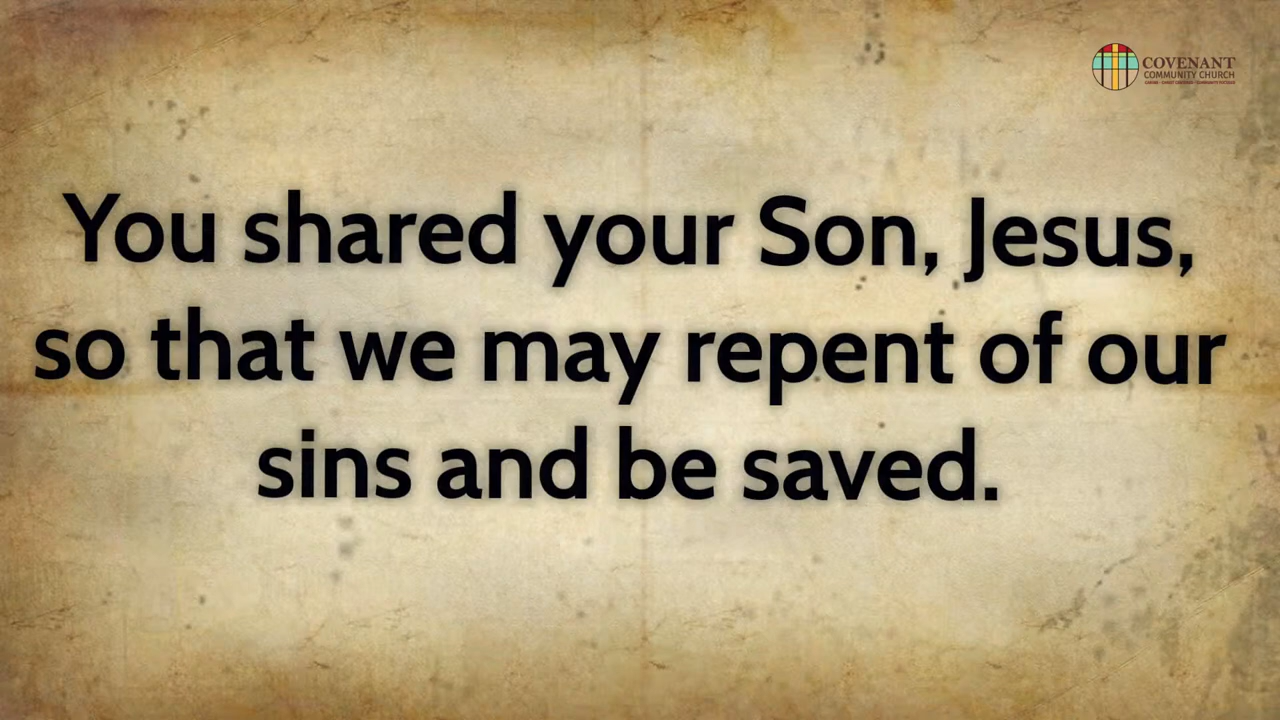 COVENANT
COMMUNITY CHURCH
You shared your Son, Jesus,
so that we may repent of our
sins and be saved.